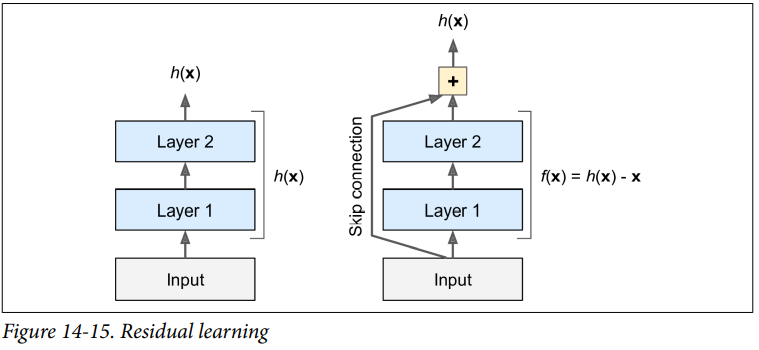 h(x)
Layer 2
Layer 1
h(x)
Input
h(x)
+
Skip connection
Layer 2
Layer 1
f(x) = h(x) - x
Input
Figure 14-15. Residual learning